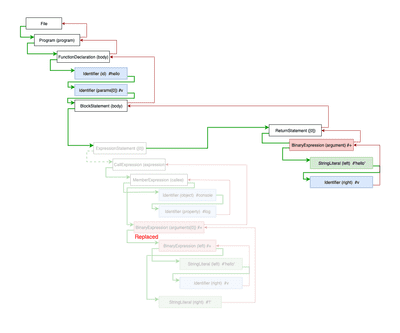 File
Program (program)
FunctionDeclaration (body)
Identifier (id) #hello
Identifier (params[0]) #v
BlockStatement (body)
ReturnStatement ([0])
BinaryExpression (argument) #+
StringLiteral (left) #'hello'
Identifier (right) #v
ExpressionStatement ([0])
CallExpression (expression)
MemberExpression (callee)
Identifier (object) #console
Identifier (property) #log
BinaryExpression (arguments[0]) #+
Replaced
BinaryExpression (left) #+
StringLiteral (left) #'hello'
Identifier (right) #v
StringLiteral (right)